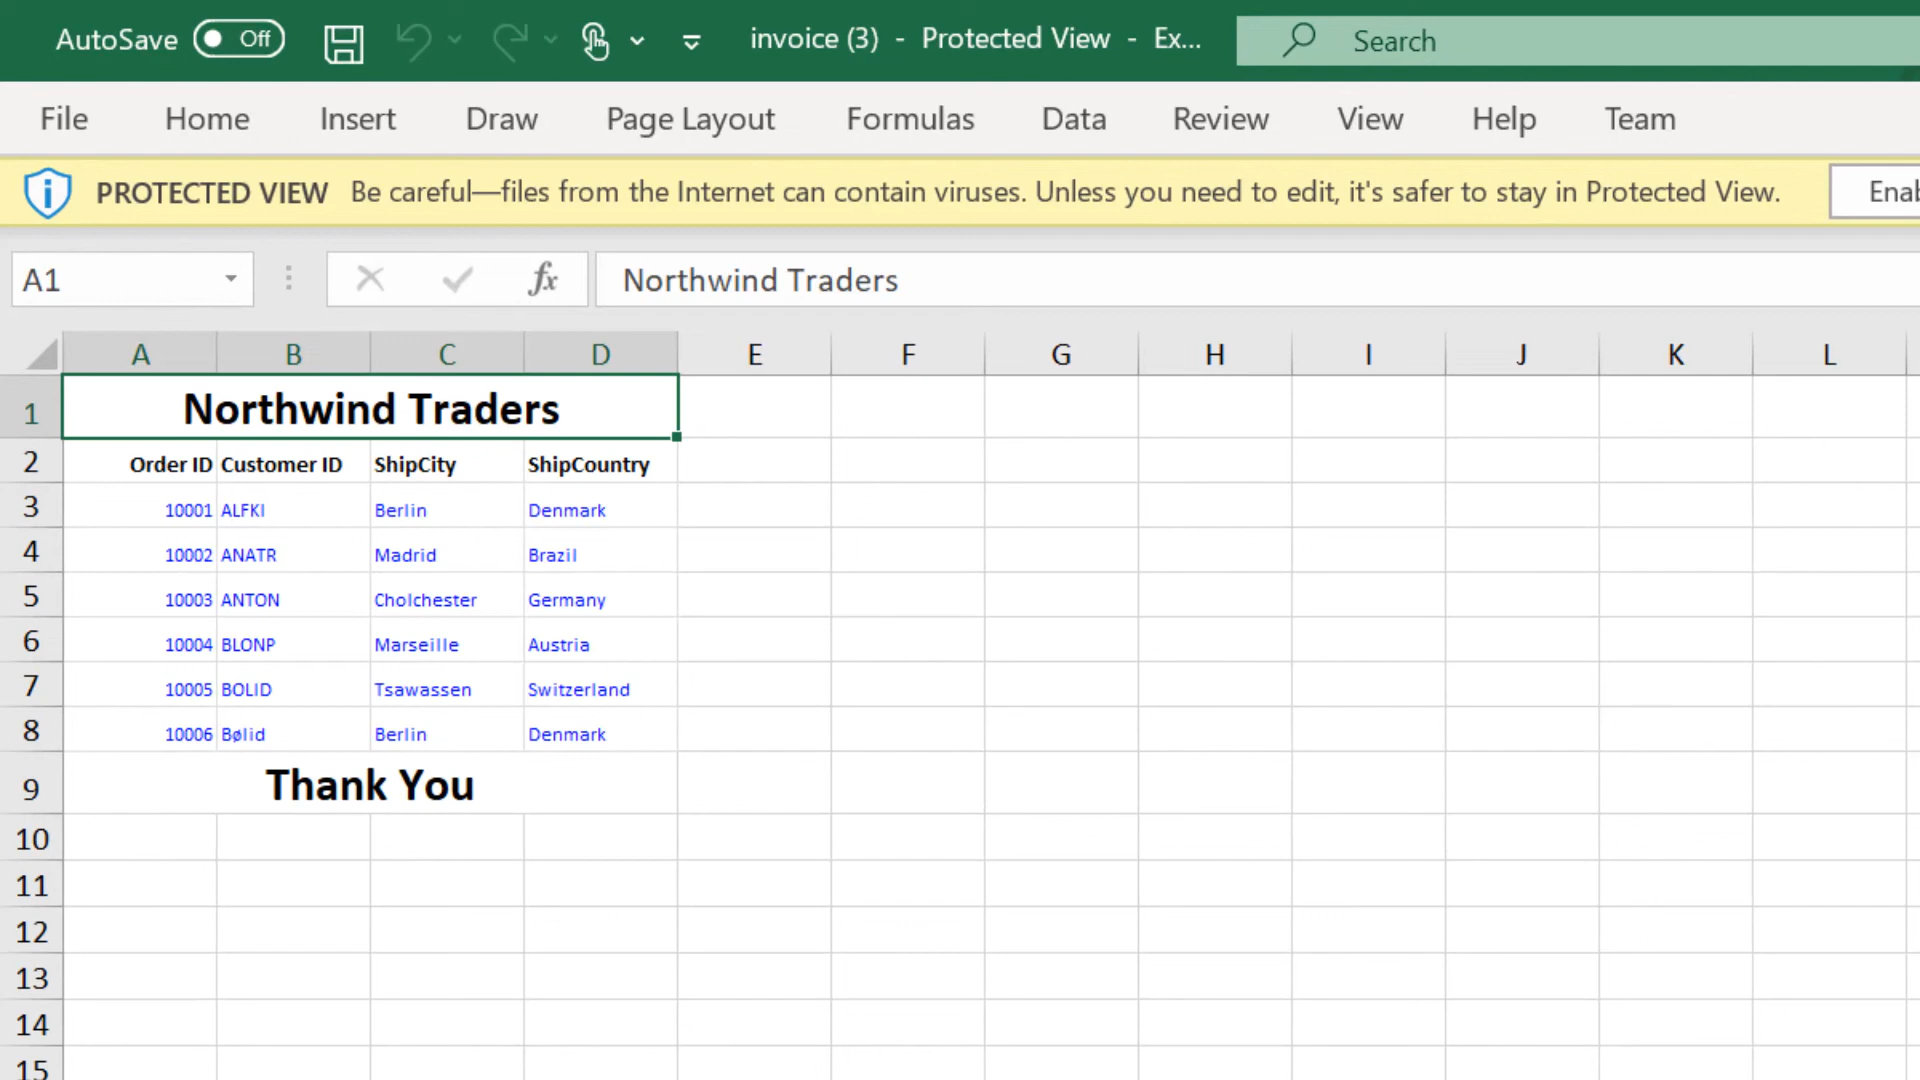 AutoSave Off invoice (3) - Protected View - Ex... Search
File Home Insert Draw Page Layout Formulas Data Review View Help Team
PROTECTED VIEW Be careful—files from the Internet can contain viruses. Unless you need to edit, it's safer to stay in Protected View. Enab
A1 fx Northwind Traders
A B C D E F G H I J K L
1 Northwind Traders
2 Order ID Customer ID ShipCity ShipCountry
3 10001 ALFKI Berlin Denmark
4 10002 ANATR Madrid Brazil
5 10003 ANTON Cholchester Germany
6 10004 BLONP Marseille Austria
7 10005 BOLID Tsawassen Switzerland
8 10006 Bølid Berlin Denmark
9 Thank You
10
11
12
13
14
15